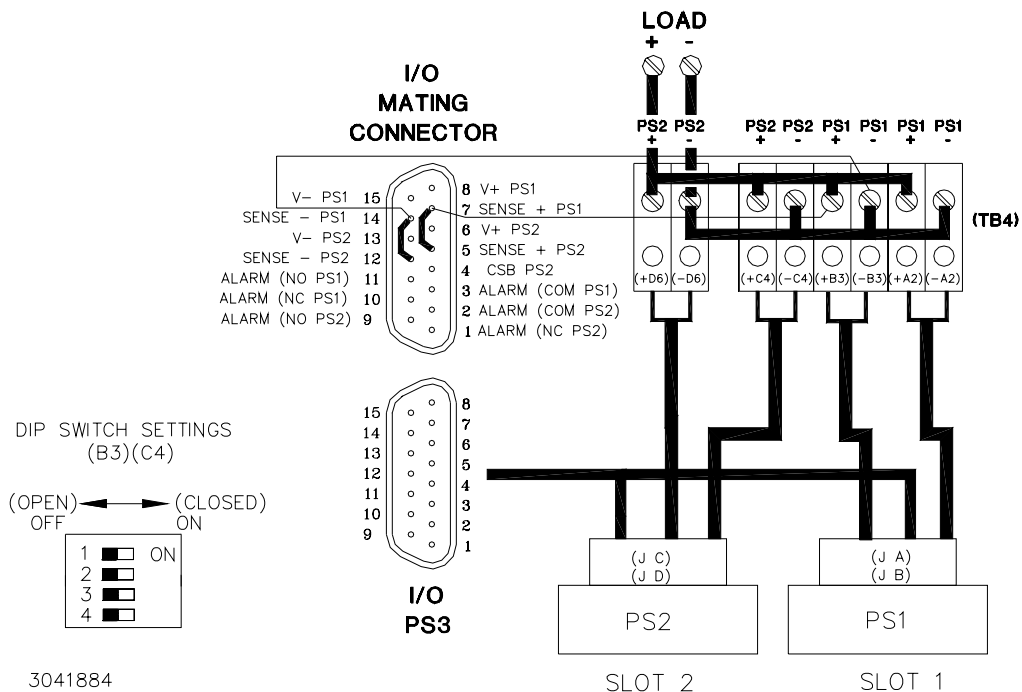 LOAD
+ -
I/O
MATING
CONNECTOR
PS2 PS2 PS2 PS2 PS1 PS1 PS1 PS1
+ - + - + - + -
(TB4)
V- PS1 15
SENSE - PS1 14
V- PS2 13
SENSE - PS2 12
ALARM (NO PS1) 11
ALARM (NC PS1) 10
ALARM (NO PS2) 9
8 V+ PS1
7 SENSE + PS1
6 V+ PS2
5 SENSE + PS2
4 CSB PS2
3 ALARM (COM PS1)
2 ALARM (COM PS2)
1 ALARM (NC PS2)
(+D6) (-D6) (+C4) (-C4) (+B3) (-B3) (+A2) (-A2)
15
14
13
12
11
10
9
8
7
6
5
4
3
2
1
I/O
PS3
DIP SWITCH SETTINGS
(B3)(C4)
(OPEN) (CLOSED)
OFF ON
1 ON
2
3
4
(J C)
(J D)
PS2
SLOT 2
(J A)
(J B)
PS1
SLOT 1
3041884